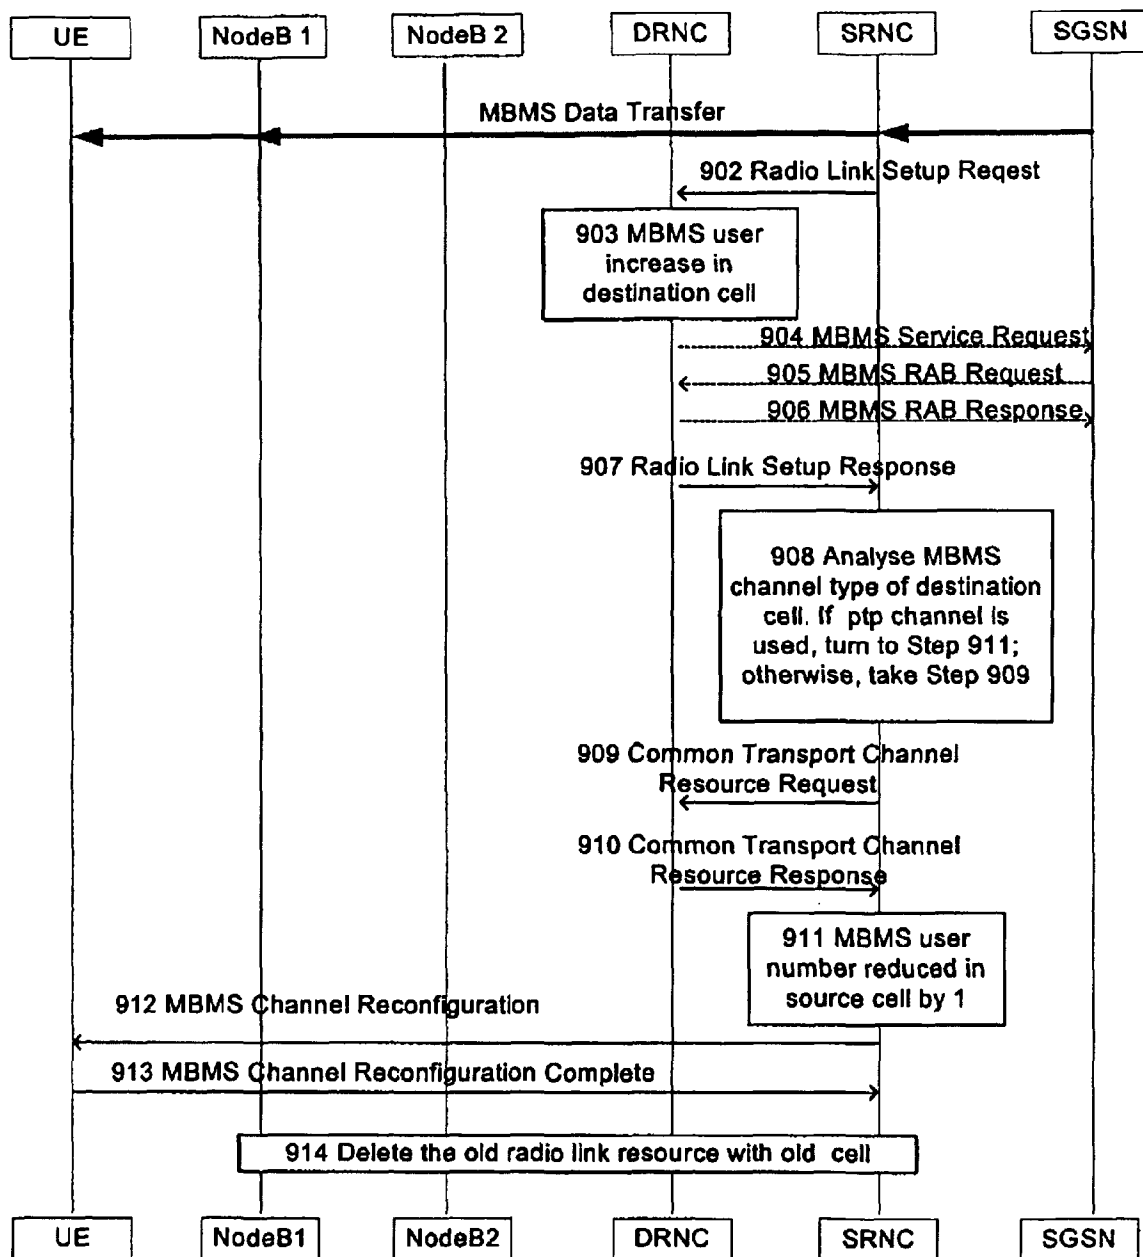 UE NodeB 1 NodeB 2 DRNC SRNC SGSN
MBMS Data Transfer
902 Radio Link Setup Reqest
903 MBMS user
increase in
destination cell
904 MBMS Service Request
905 MBMS RAB Request
906 MBMS RAB Response
907 Radio Link Setup Response
908 Analyse MBMS
channel type of destination
cell. If ptp channel is
used, turn to Step 911;
otherwise, take Step 909
909 Common Transport Channel
Resource Request
910 Common Transport Channel
Resource Response
911 MBMS user
number reduced in
source cell by 1
912 MBMS Channel Reconfiguration
913 MBMS Channel Reconfiguration Complete
914 Delete the old radio link resource with old cell
UE NodeB1 NodeB2 DRNC SRNC SGSN